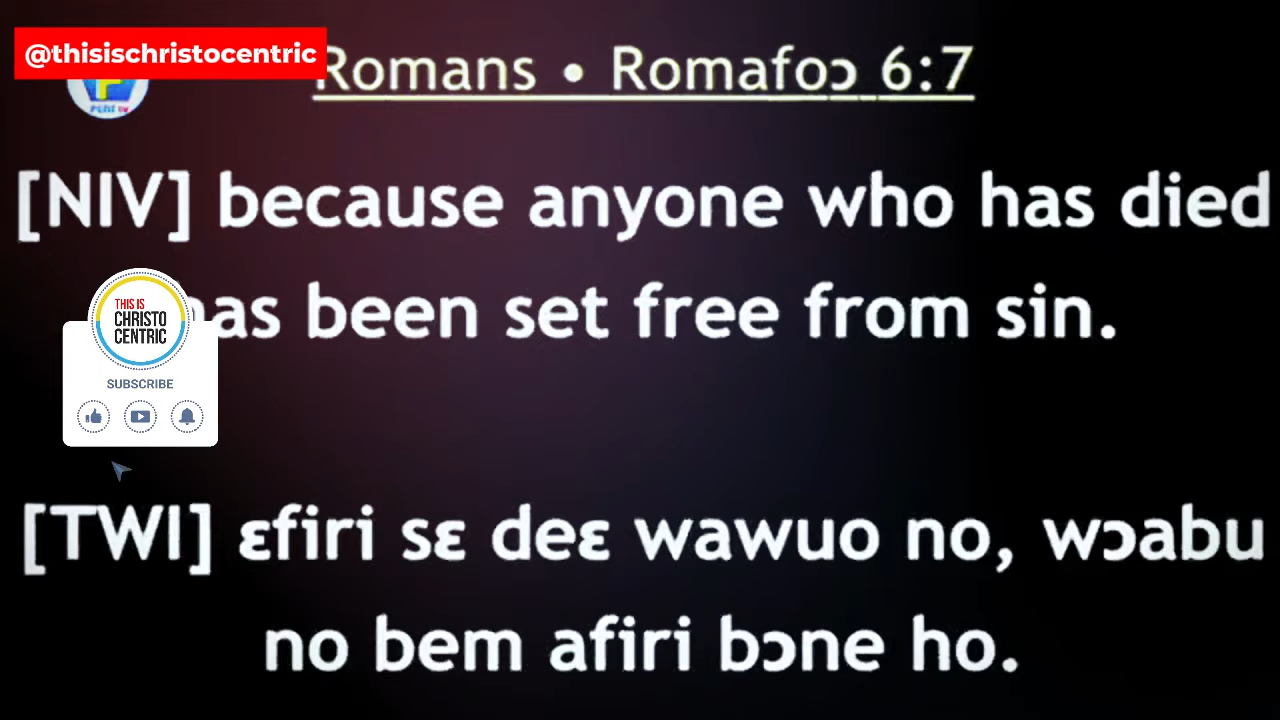 @thisischristocentric
Romans • Romafoɔ 6:7
[NIV] because anyone who has died
has been set free from sin.
THIS IS
CHRISTO
CENTRIC
SUBSCRIBE
[TWI] ɛfiri sɛ deɛ wawuo no, wɔabu
no bem afiri bɔne ho.